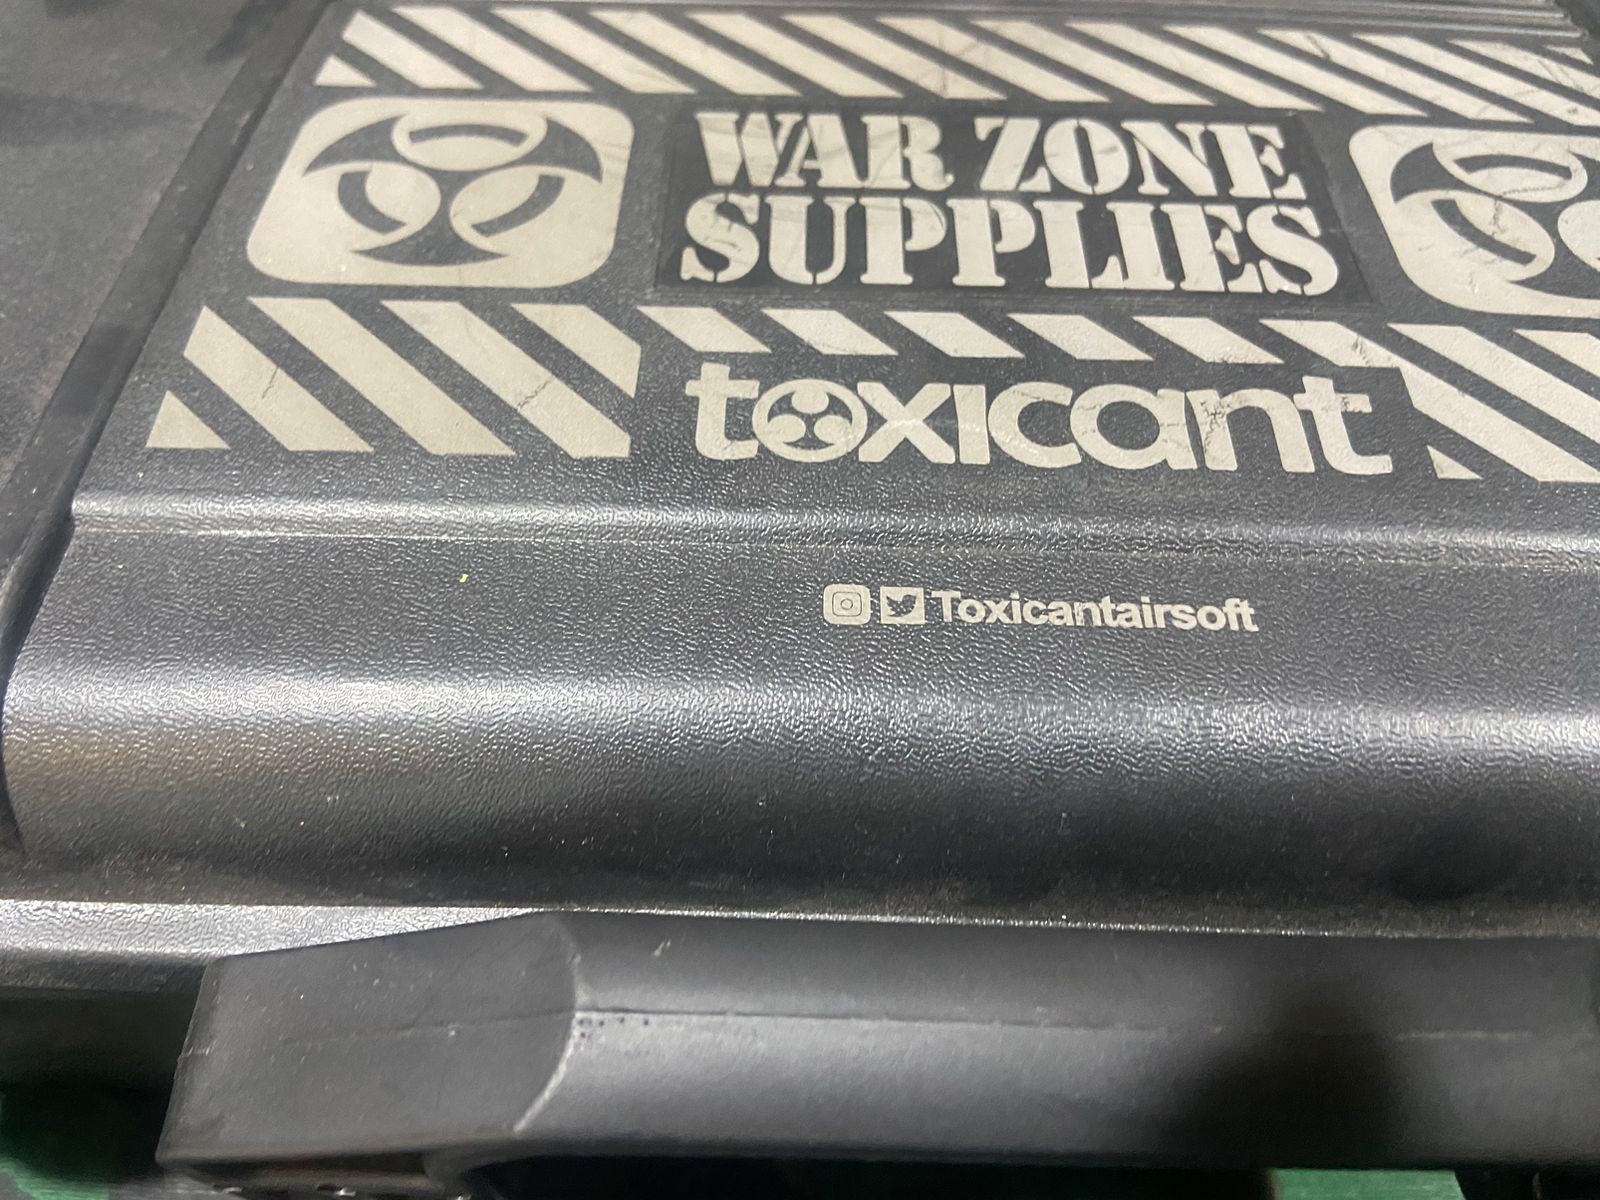 WAR ZONE
SUPPLIES
toxicant
Toxicantairsoft